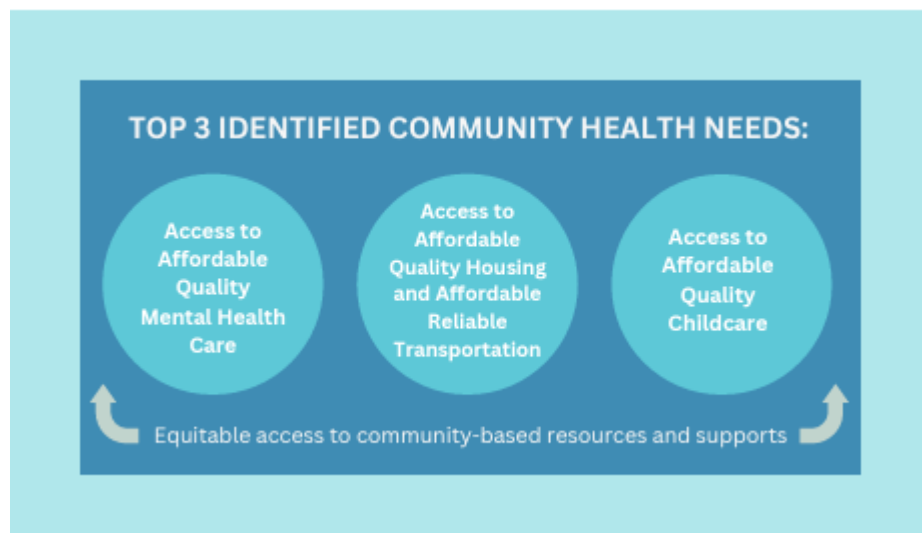 TOP 3 IDENTIFIED COMMUNITY HEALTH NEEDS:
Access to
Affordable
Quality
Mental Health
Care
Access to
Affordable
Quality Housing
and Affordable
Reliable
Transportation
Access to
Affordable
Quality
Childcare
Equitable access to community-based resources and supports